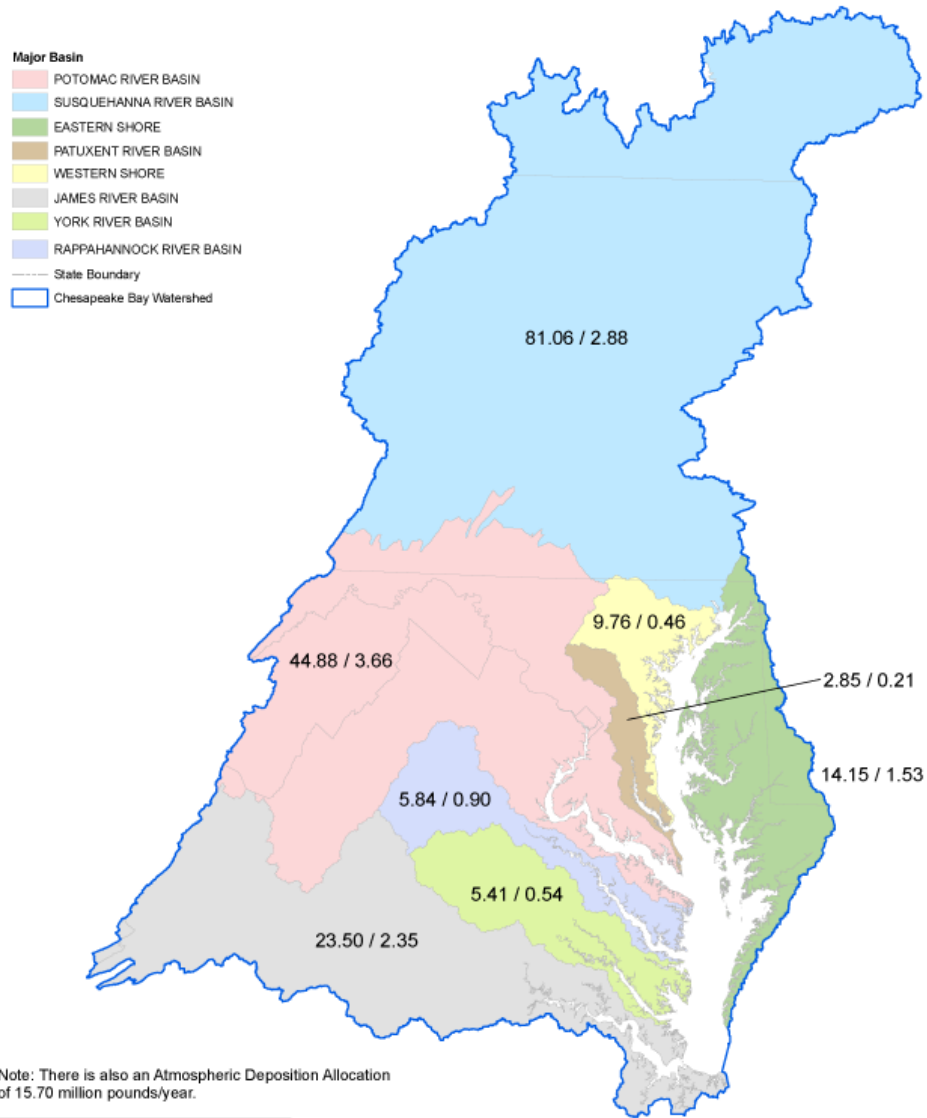 Major Basin
POTOMAC RIVER BASIN
SUSQUEHANNA RIVER BASIN
EASTERN SHORE
PATUXENT RIVER BASIN
WESTERN SHORE
JAMES RIVER BASIN
YORK RIVER BASIN
RAPPAHANNOCK RIVER BASIN
State Boundary
Chesapeake Bay Watershed
81.06 / 2.88
9.76 / 0.46
44.88 / 3.66
2.85 / 0.21
14.15 / 1.53
5.84 / 0.90
5.41 / 0.54
23.50 / 2.35
Note: There is also an Atmospheric Deposition Allocation
of 15.70 million pounds/year.